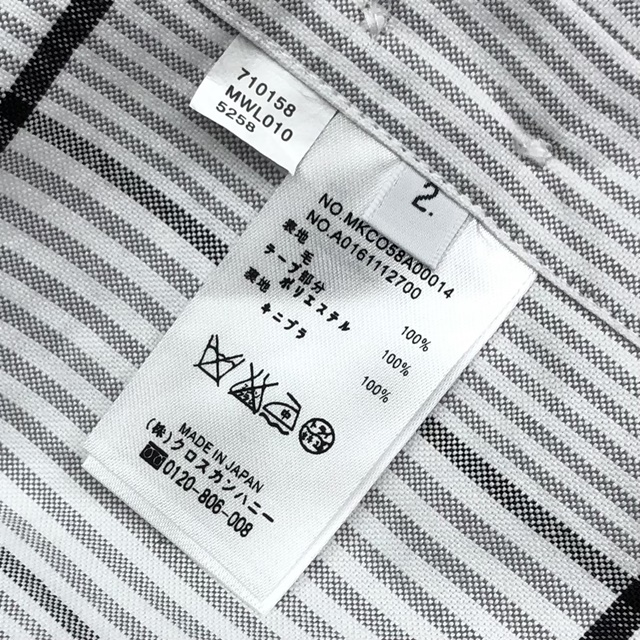 710158
MWL010
5258
2.
NO.MKCO58A00014
NO.A0161112700
表地 毛 100%
テープ部分 ポリエステル 100%
裏地 キュプラ 100%
中
MADE IN JAPAN
(株)クロスカンパニー
0120-806-008